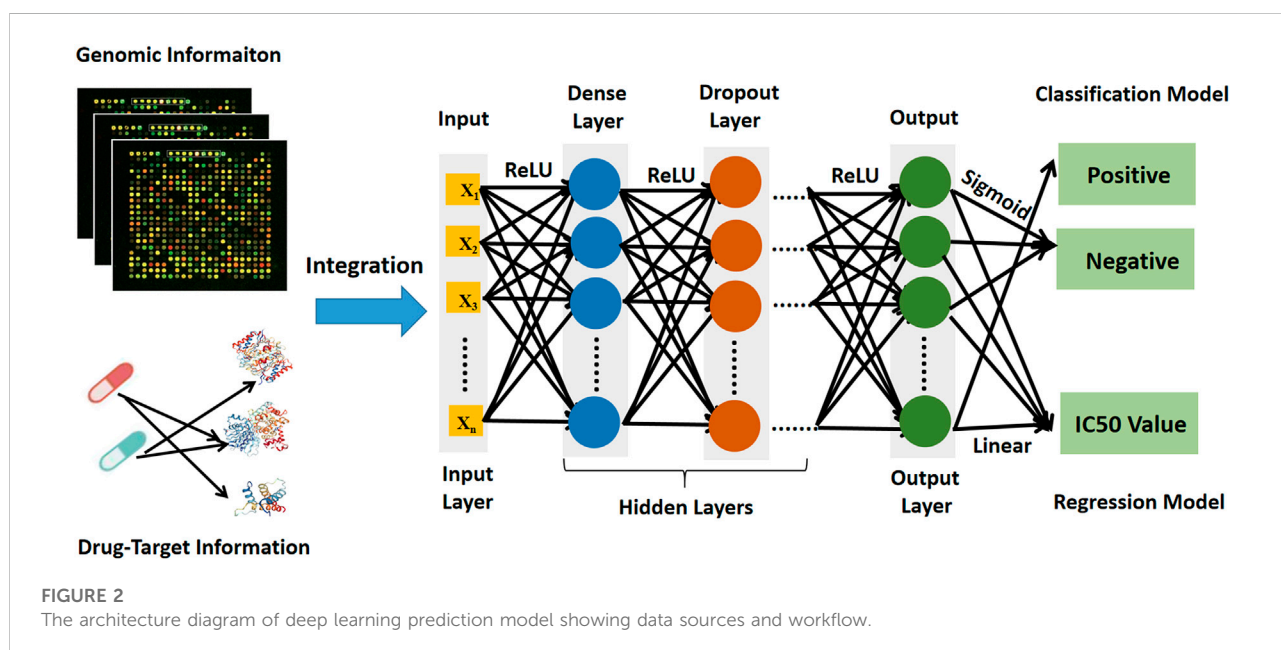 Genomic Informaiton
Drug-Target Information
Integration
Input
X1
X2
X3
Xn
Input
Layer
ReLU
Dense
Layer
ReLU
Dropout
Layer
Hidden Layers
ReLU
Output
Output
Layer
Sigmoid
Linear
Classification Model
Positive
Negative
IC50 Value
Regression Model
FIGURE 2
The architecture diagram of deep learning prediction model showing data sources and workflow.